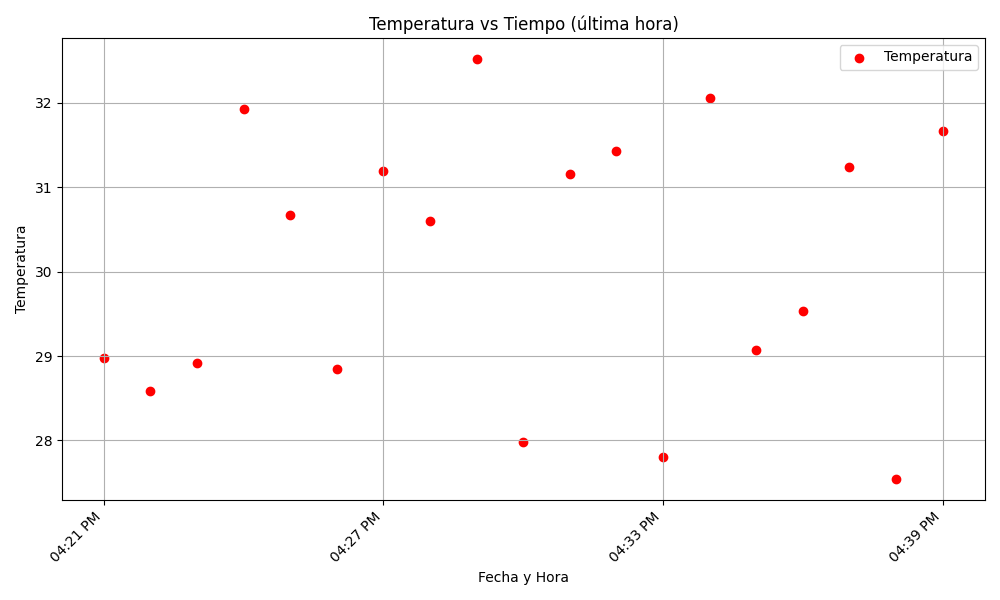 Temperatura vs Tiempo (última hora)
Temperatura
32
31
30
29
28
Temperatura
04:21 PM
04:27 PM
04:33 PM
04:39 PM
Fecha y Hora